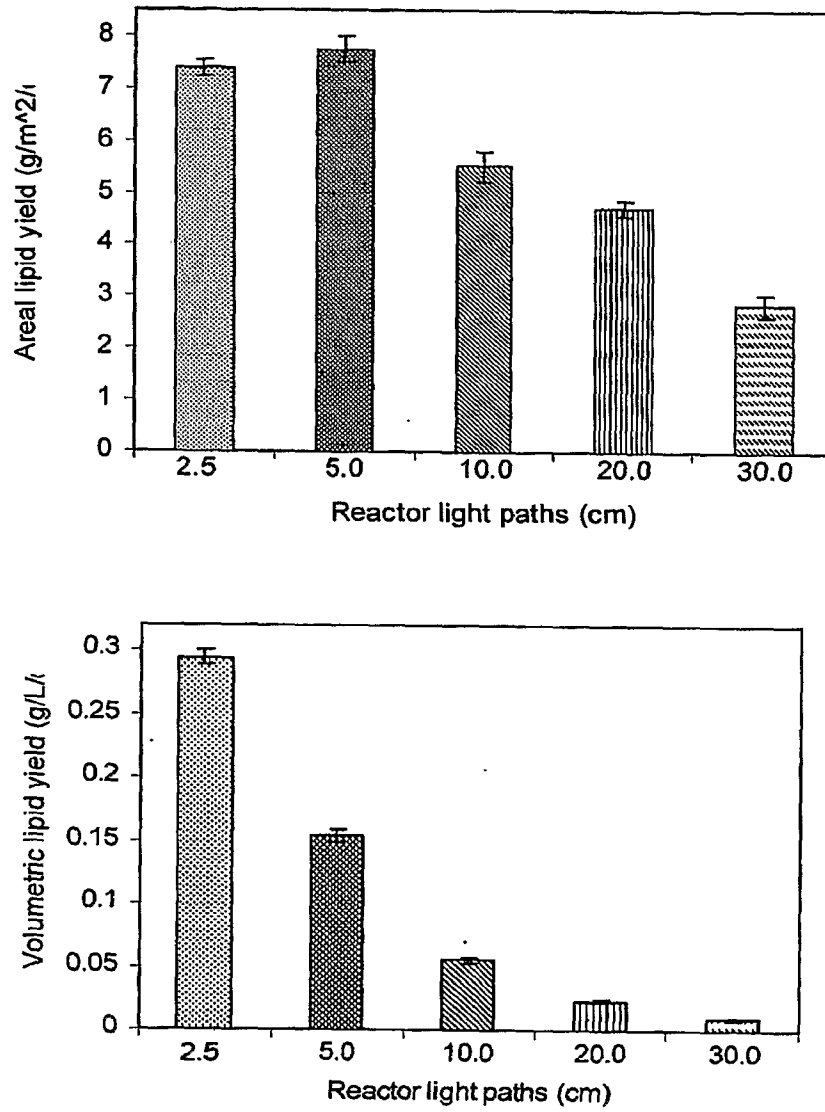 Areal lipid yield (g/m^2/
8
7
6
5
4
3
2
1
0
2.5 5.0 10.0 20.0 30.0
Reactor light paths (cm)
Volumetric lipid yield (g/L/
0.3
0.25
0.2
0.15
0.1
0.05
0
2.5 5.0 10.0 20.0 30.0
Reactor light paths (cm)